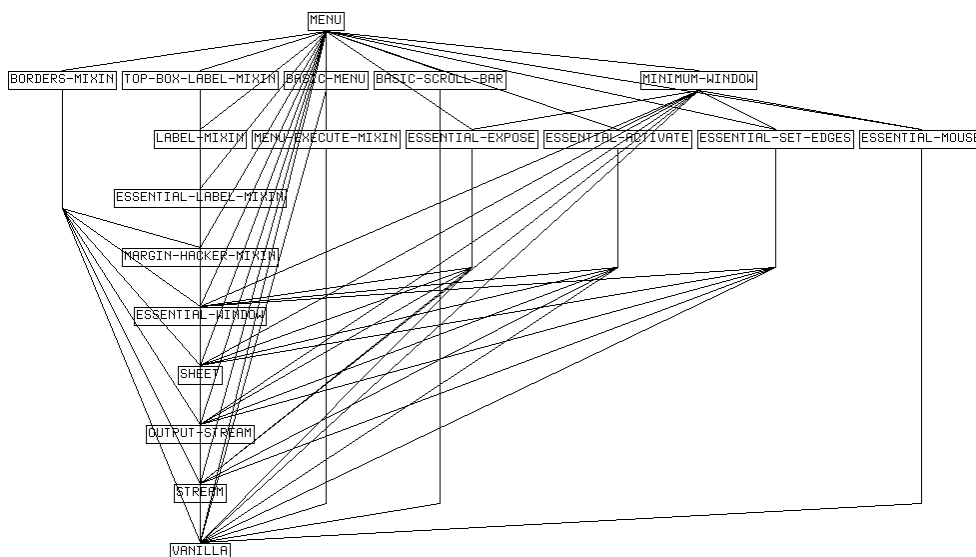 MENU
BORDERS-MIXIN TOP-BOX-LABEL-MIXIN BASIC-MENU BASIC-SCROLL-BAR MINIMUM-WINDOW
LABEL-MIXIN MENU-EXECUTE-MIXIN ESSENTIAL-EXPOSE ESSENTIAL-ACTIVATE ESSENTIAL-SET-EDGES ESSENTIAL-MOUSE
ESSENTIAL-LABEL-MIXIN
MARGIN-HACKER-MIXIN
ESSENTIAL-WINDOW
SHEET
OUTPUT-STREAM
STREAM
VANILLA